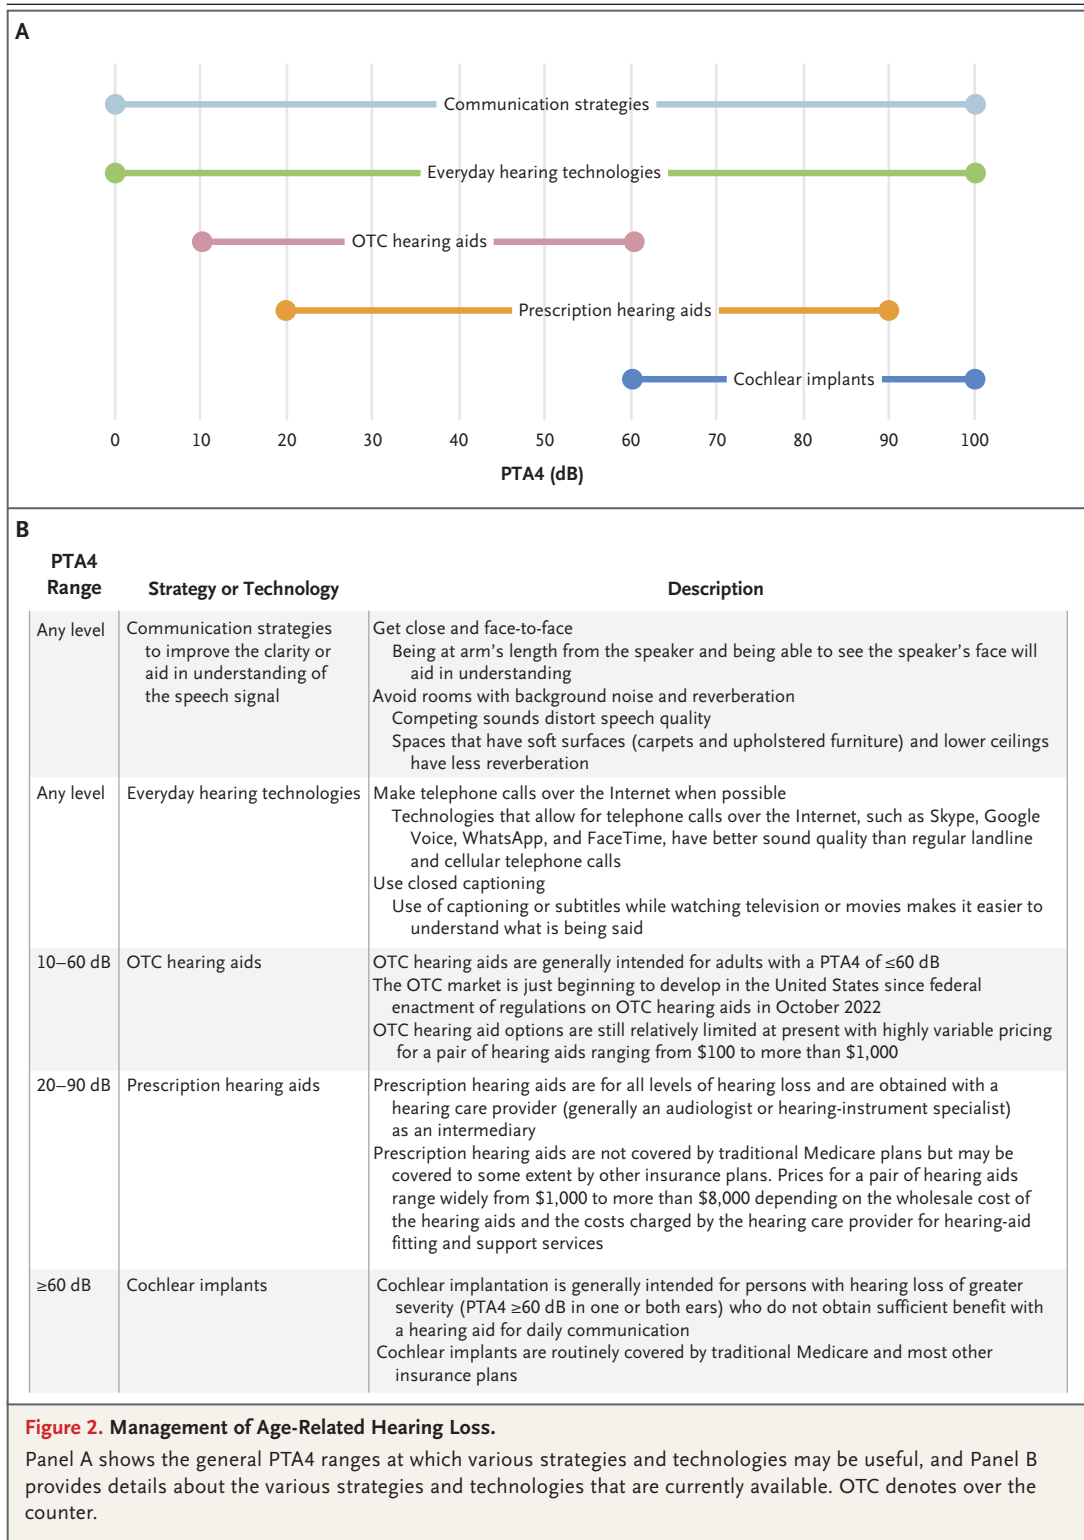 A
Communication strategies
Everyday hearing technologies
OTC hearing aids
Prescription hearing aids
Cochlear implants
0 10 20 30 40 50 60 70 80 90 100
PTA4 (dB)
B
PTA4
Range
Strategy or Technology
Description
Any level
Communication strategies
to improve the clarity or
aid in understanding of
the speech signal
Get close and face-to-face
Being at arm's length from the speaker and being able to see the speaker's face will
aid in understanding
Avoid rooms with background noise and reverberation
Competing sounds distort speech quality
Spaces that have soft surfaces (carpets and upholstered furniture) and lower ceilings
have less reverberation
Any level
Everyday hearing technologies
Make telephone calls over the Internet when possible
Technologies that allow for telephone calls over the Internet, such as Skype, Google
Voice, WhatsApp, and FaceTime, have better sound quality than regular landline
and cellular telephone calls
Use closed captioning
Use of captioning or subtitles while watching television or movies makes it easier to
understand what is being said
10–60 dB
OTC hearing aids
OTC hearing aids are generally intended for adults with a PTA4 of ≤60 dB
The OTC market is just beginning to develop in the United States since federal
enactment of regulations on OTC hearing aids in October 2022
OTC hearing aid options are still relatively limited at present with highly variable pricing
for a pair of hearing aids ranging from $100 to more than $1,000
20–90 dB
Prescription hearing aids
Prescription hearing aids are for all levels of hearing loss and are obtained with a
hearing care provider (generally an audiologist or hearing-instrument specialist)
as an intermediary
Prescription hearing aids are not covered by traditional Medicare plans but may be
covered to some extent by other insurance plans. Prices for a pair of hearing aids
range widely from $1,000 to more than $8,000 depending on the wholesale cost of
the hearing aids and the costs charged by the hearing care provider for hearing-aid
fitting and support services
≥60 dB
Cochlear implants
Cochlear implantation is generally intended for persons with hearing loss of greater
severity (PTA4 ≥60 dB in one or both ears) who do not obtain sufficient benefit with
a hearing aid for daily communication
Cochlear implants are routinely covered by traditional Medicare and most other
insurance plans
Figure 2. Management of Age-Related Hearing Loss.
Panel A shows the general PTA4 ranges at which various strategies and technologies may be useful, and Panel B
provides details about the various strategies and technologies that are currently available. OTC denotes over the
counter.